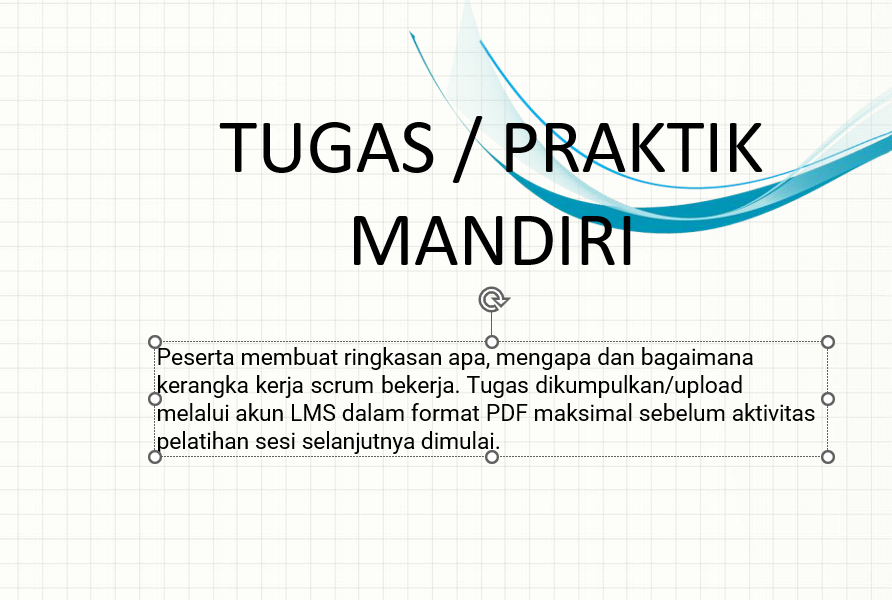 TUGAS / PRAKTIK
MANDIRI
Peserta membuat ringkasan apa, mengapa dan bagaimana
kerangka kerja scrum bekerja. Tugas dikumpulkan/upload
melalui akun LMS dalam format PDF maksimal sebelum aktivitas
pelatihan sesi selanjutnya dimulai.